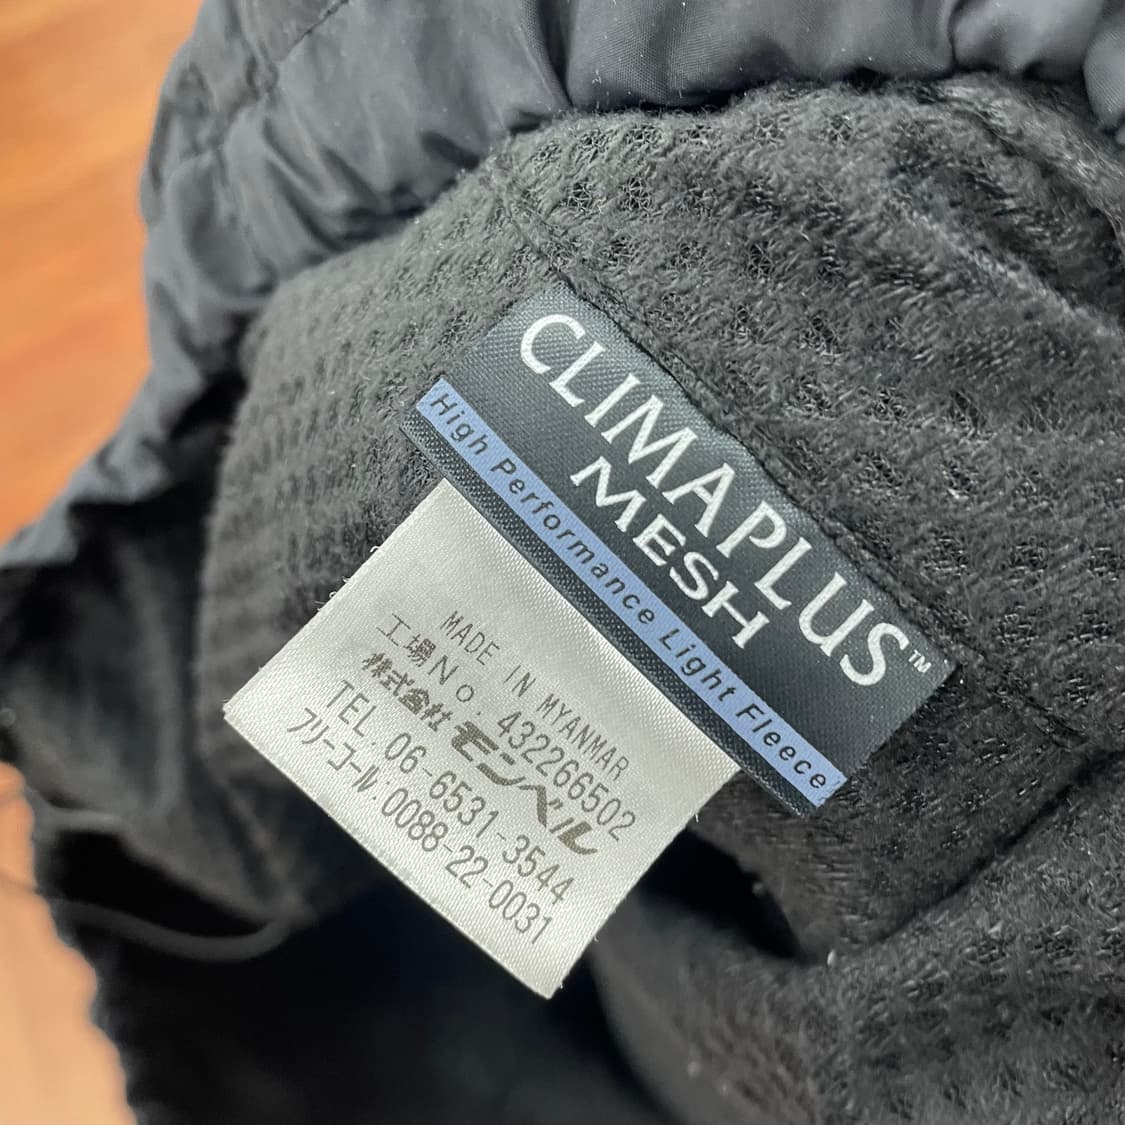 CLIMAPLUS™
MESH
High Performance Light Fleece
MADE IN MYANMAR
工場No. 432266502
株式会社モンベル
TEL.06-6531-3544
フリーコール:0088-22-0031